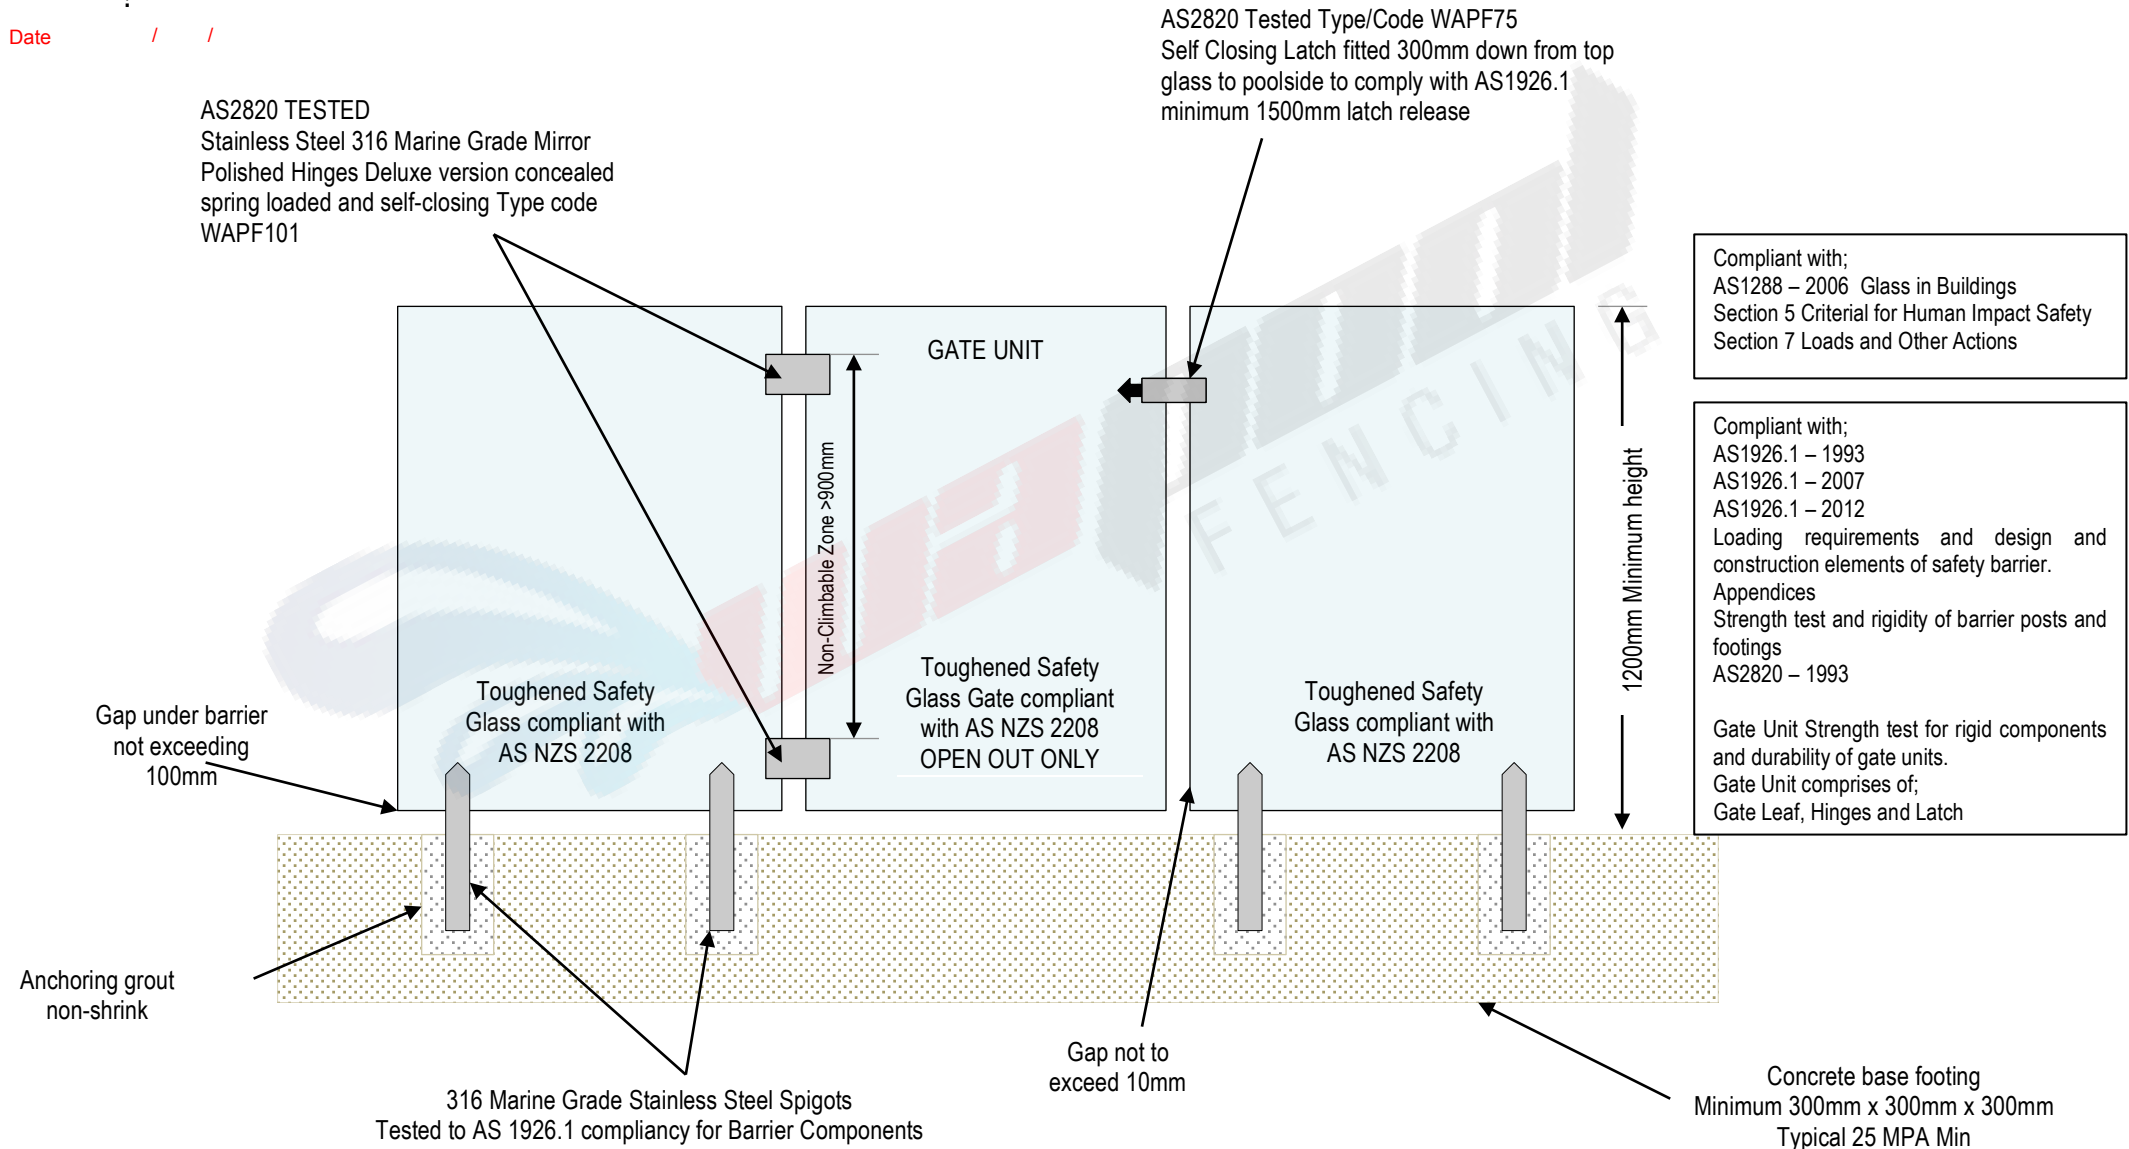 Date / /
AS2820 Tested Type/Code WAPF75
Self Closing Latch fitted 300mm down from top
glass to poolside to comply with AS1926.1
minimum 1500mm latch release
AS2820 TESTED
Stainless Steel 316 Marine Grade Mirror
Polished Hinges Deluxe version concealed
spring loaded and self-closing Type code
WAPF101
Compliant with;
AS1288 – 2006 Glass in Buildings
Section 5 Criterial for Human Impact Safety
Section 7 Loads and Other Actions
GATE UNIT
Non-Climbable Zone >900mm
1200mm Minimum height
Compliant with;
AS1926.1 – 1993
AS1926.1 – 2007
AS1926.1 – 2012
Loading requirements and design and
construction elements of safety barrier.
Appendices
Strength test and rigidity of barrier posts and
footings
AS2820 – 1993
Gate Unit Strength test for rigid components
and durability of gate units.
Gate Unit comprises of;
Gate Leaf, Hinges and Latch
Toughened Safety
Glass compliant with
AS NZS 2208
Toughened Safety
Glass Gate compliant
with AS NZS 2208
OPEN OUT ONLY
Toughened Safety
Glass compliant with
AS NZS 2208
Gap under barrier
not exceeding
100mm
Anchoring grout
non-shrink
316 Marine Grade Stainless Steel Spigots
Tested to AS 1926.1 compliancy for Barrier Components
Gap not to
exceed 10mm
Concrete base footing
Minimum 300mm x 300mm x 300mm
Typical 25 MPA Min
FENCING